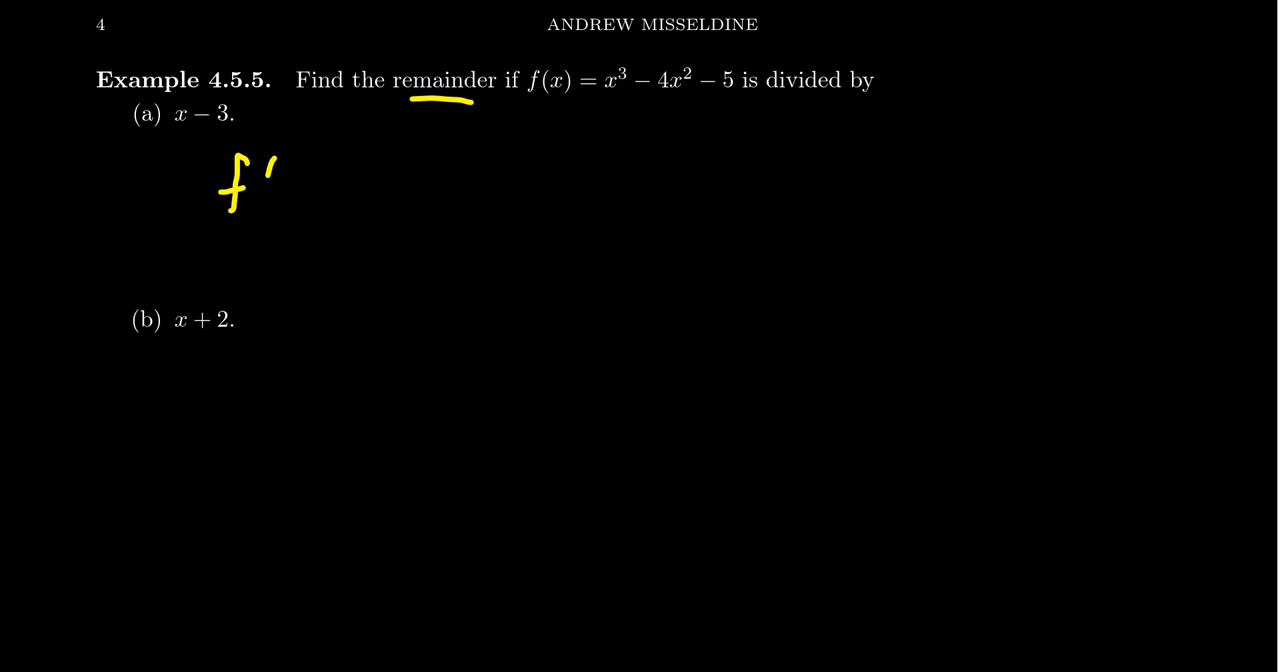 4 ANDREW MISSELDINE
Example 4.5.5. Find the remainder if f(x) = x³ − 4x² − 5 is divided by
(a) x − 3.
f
(b) x + 2.